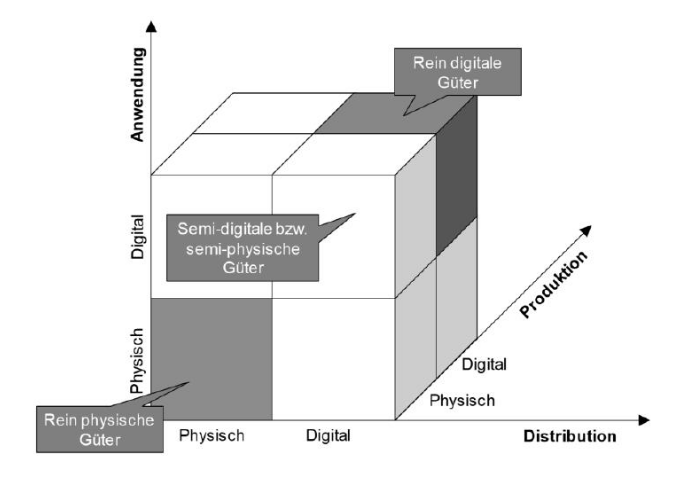 Anwendung
Rein digitale
Güter
Digital
Semi-digitale bzw.
semi-physische
Güter
Produktion
Physisch
Digital
Physisch
Rein physische
Güter
Physisch
Digital
Distribution